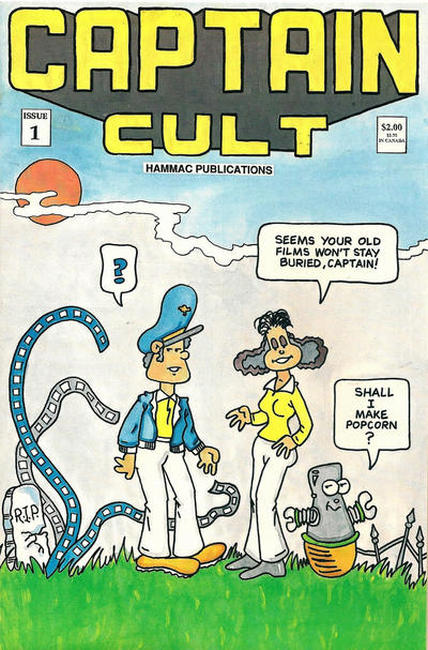 CAPTAIN
CULT
ISSUE
1
$2.00
IN CANADA
HAMMAC PUBLICATIONS
SEEMS YOUR OLD
FILMS WON'T STAY
BURIED, CAPTAIN!
?
SHALL
I
MAKE
POPCORN
?
R.I.P.